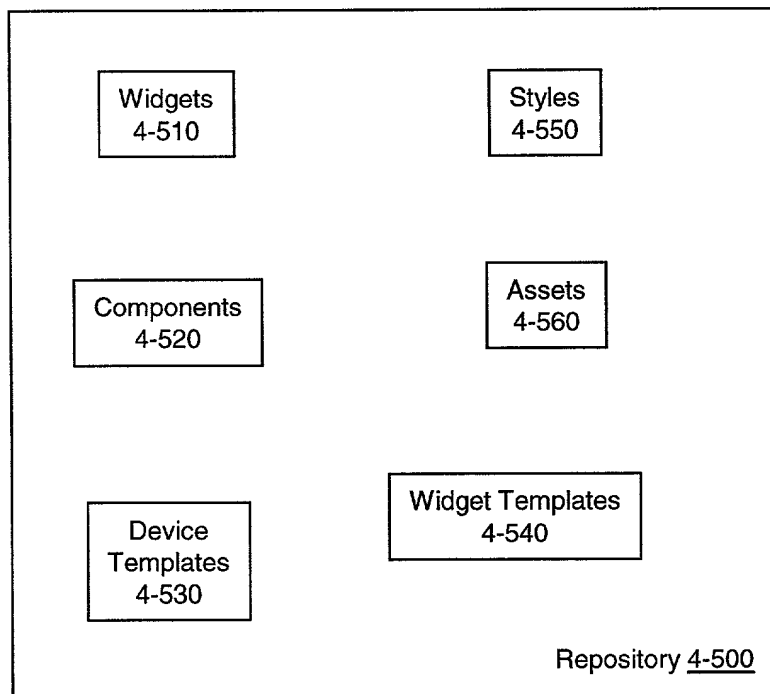 Widgets
4-510
Styles
4-550
Components
4-520
Assets
4-560
Device
Templates
4-530
Widget Templates
4-540
Repository 4-500